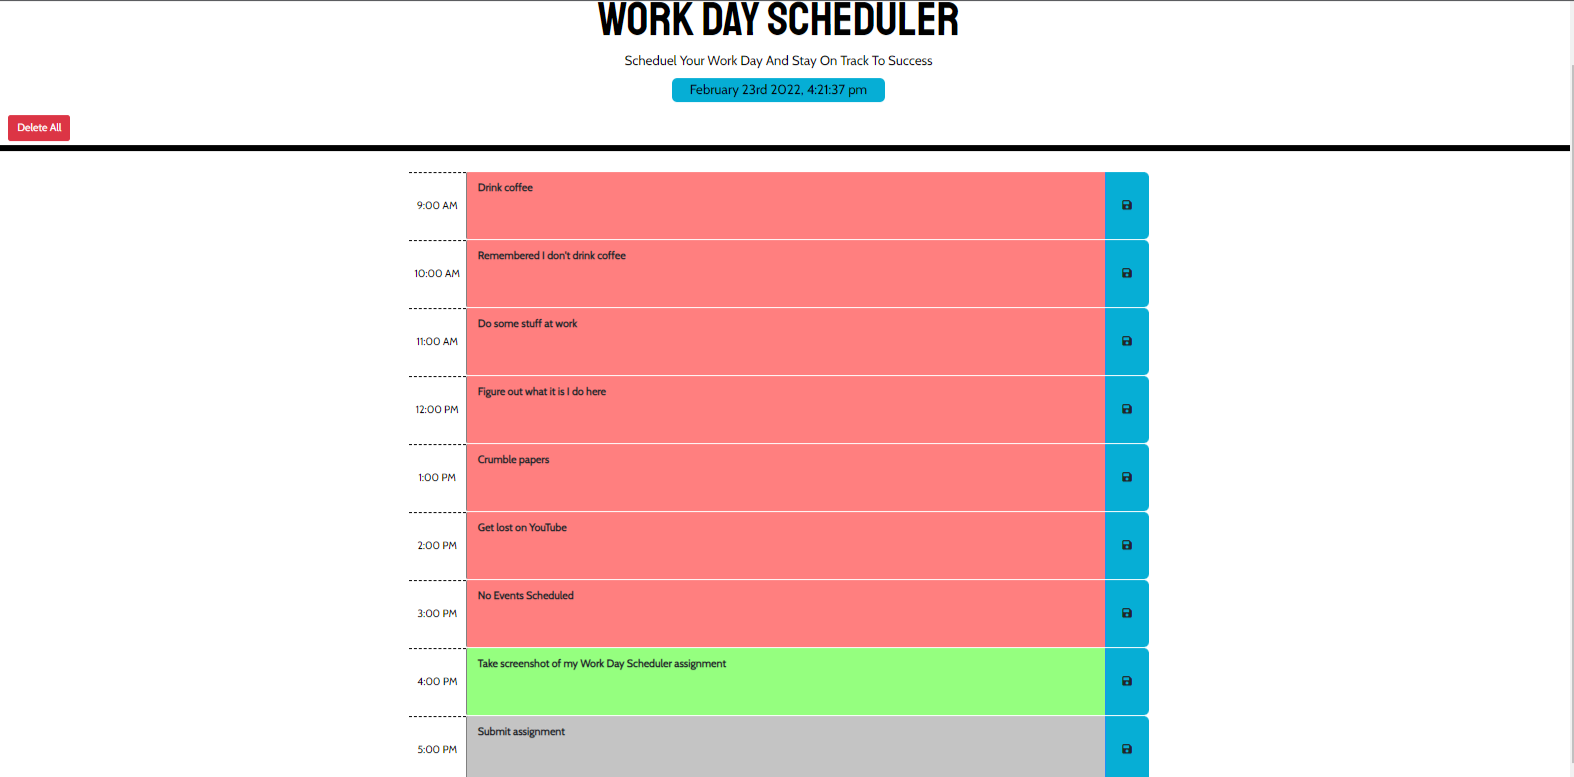 WORK DAY SCHEDULER
Scheduel Your Work Day And Stay On Track To Success
February 23rd 2022, 4:21:37 pm
Delete All
9:00 AM Drink coffee
10:00 AM Remembered I don't drink coffee
11:00 AM Do some stuff at work
12:00 PM Figure out what it is I do here
1:00 PM Crumble papers
2:00 PM Get lost on YouTube
3:00 PM No Events Scheduled
4:00 PM Take screenshot of my Work Day Scheduler assignment
5:00 PM Submit assignment